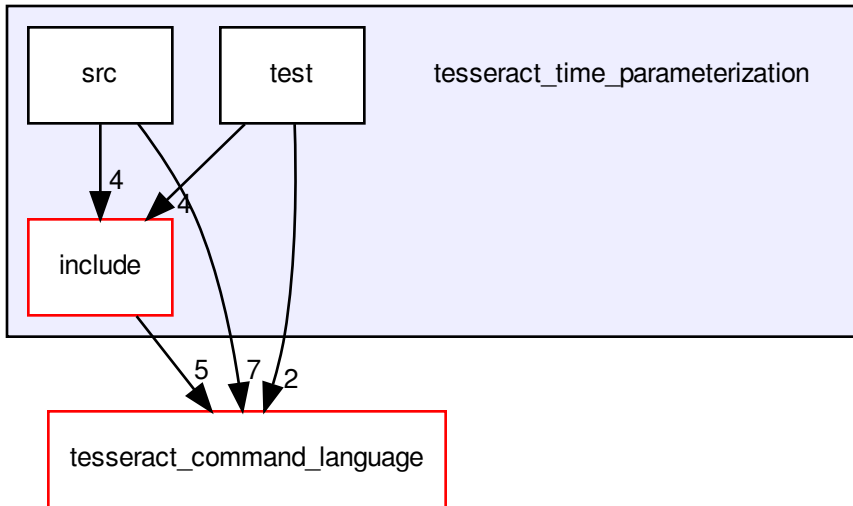 src
test
tesseract_time_parameterization
4
4
include
5
7
2
tesseract_command_language